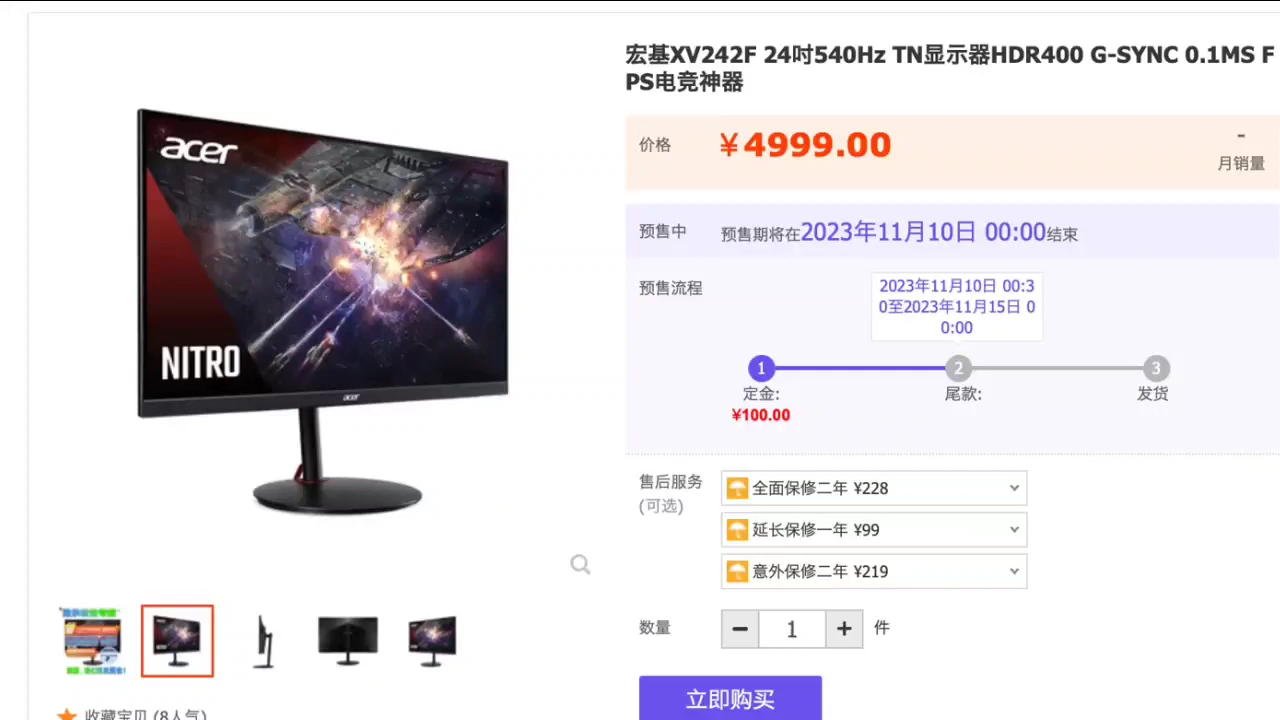 宏基XV242F 24吋540Hz TN显示器HDR400 G-SYNC 0.1MS F
PS电竞神器
价格
¥4999.00
-
月销量
预售中
预售期将在2023年11月10日 00:00结束
预售流程
2023年11月10日 00:3
0至2023年11月15日 0
0:00
1
2
3
定金:
尾款:
发货
¥100.00
售后服务
(可选)
全面保修二年 ¥228
延长保修一年 ¥99
意外保修二年 ¥219
数量
1
件
立即购买
acer
NITRO
acer
收藏宝贝 (8人气)